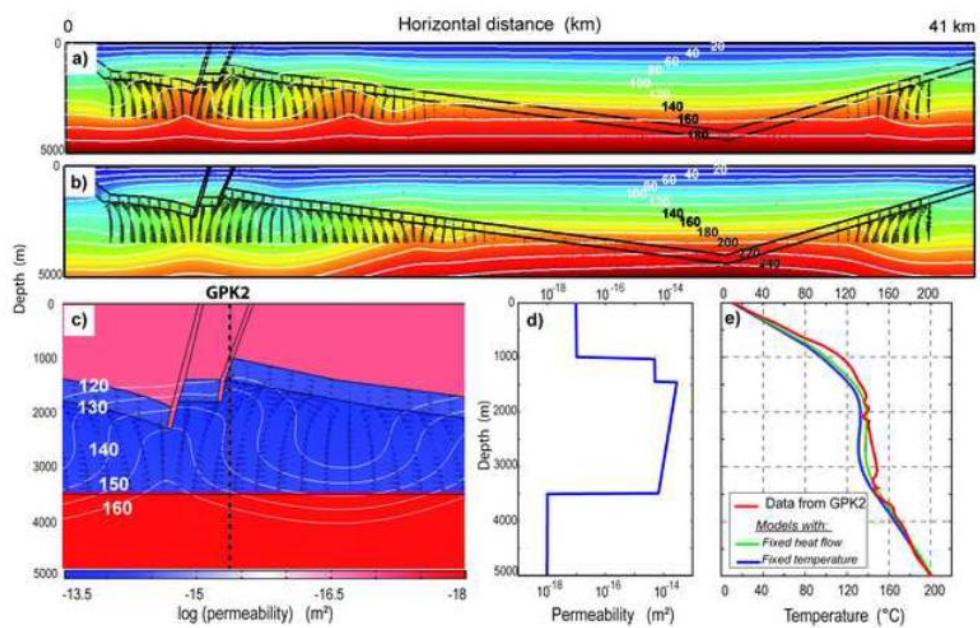 0 Horizontal distance (km) 41 km
0
a)
20
40
60
80
100
120
140
160
180
5000
0
b)
20
40
60
80
100
140
160
180
200
220
240
5000
Depth (m)
GPK2
0
c)
1000
120
130
2000
140
3000
150
160
4000
5000
-13.5 -15 -16.5 -18
log (permeability) (m²)
10⁻¹⁸ 10⁻¹⁶ 10⁻¹⁴
0
d)
1000
2000
Depth (m)
3000
4000
5000
10⁻¹⁸ 10⁻¹⁶ 10⁻¹⁴
Permeability (m²)
0 40 80 120 160 200
e)
Data from GPK2
Models with:
Fixed heat flow
Fixed temperature
0 40 80 120 160 200
Temperature (°C)